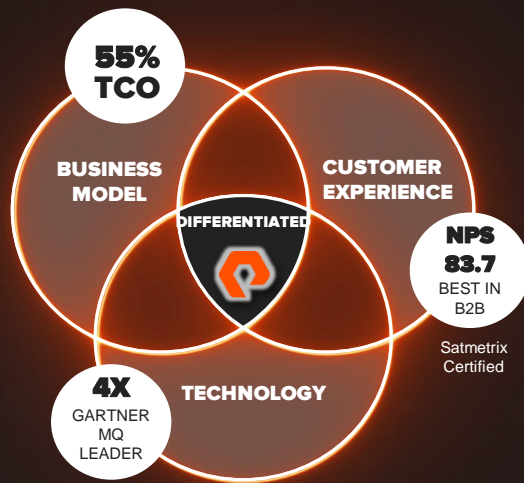 55%
TCO
BUSINESS
MODEL
CUSTOMER
EXPERIENCE
DIFFERENTIATED
NPS
83.7
BEST IN
B2B
Satmetrix
Certified
TECHNOLOGY
4X
GARTNER
MQ
LEADER